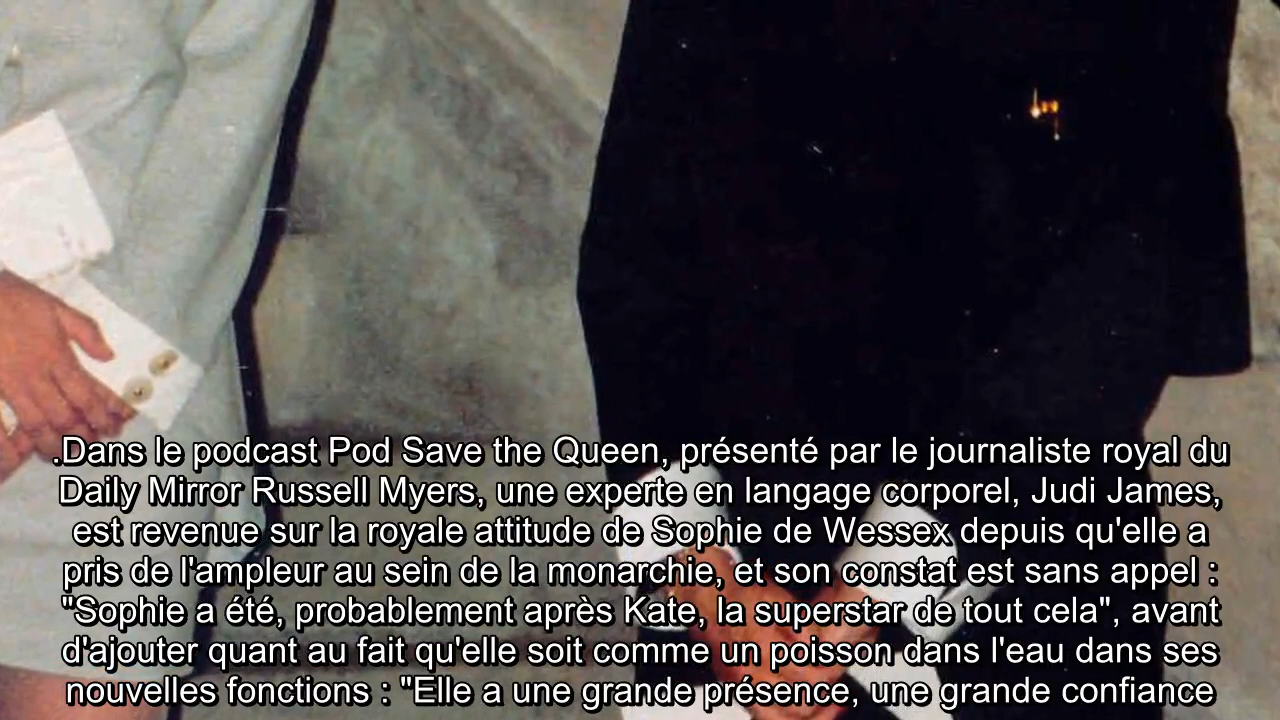 .Dans le podcast Pod Save the Queen, présenté par le journaliste royal du
Daily Mirror Russell Myers, une experte en langage corporel, Judi James,
est revenue sur la royale attitude de Sophie de Wessex depuis qu'elle a
pris de l'ampleur au sein de la monarchie, et son constat est sans appel :
"Sophie a été, probablement après Kate, la superstar de tout cela", avant
d'ajouter quant au fait qu'elle soit comme un poisson dans l'eau dans ses
nouvelles fonctions : "Elle a une grande présence, une grande confiance